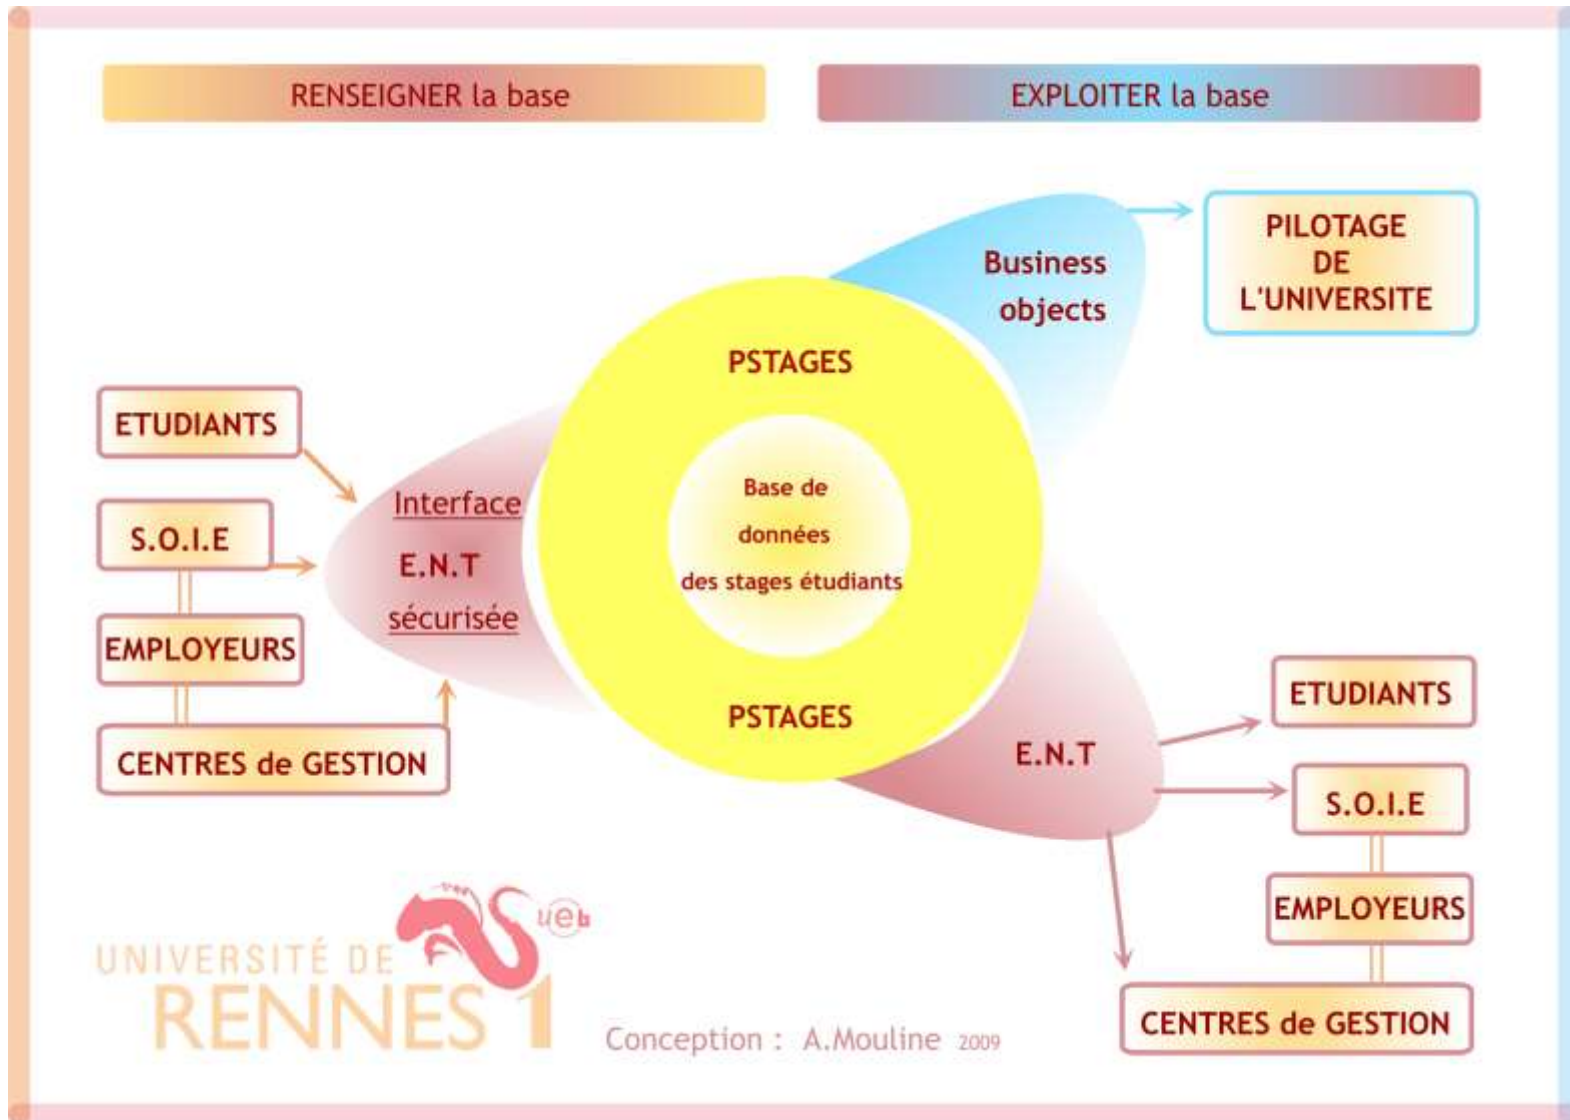 RENSEIGNER la base
EXPLOITER la base
PILOTAGE
DE
L'UNIVERSITE
Business
objects
PSTAGES
ETUDIANTS
S.O.I.E
EMPLOYEURS
CENTRES de GESTION
Interface
E.N.T
sécurisée
Base de
données
des stages étudiants
PSTAGES
E.N.T
ETUDIANTS
S.O.I.E
EMPLOYEURS
CENTRES de GESTION
ueb
UNIVERSITÉ DE
RENNES 1
Conception : A.Mouline 2009